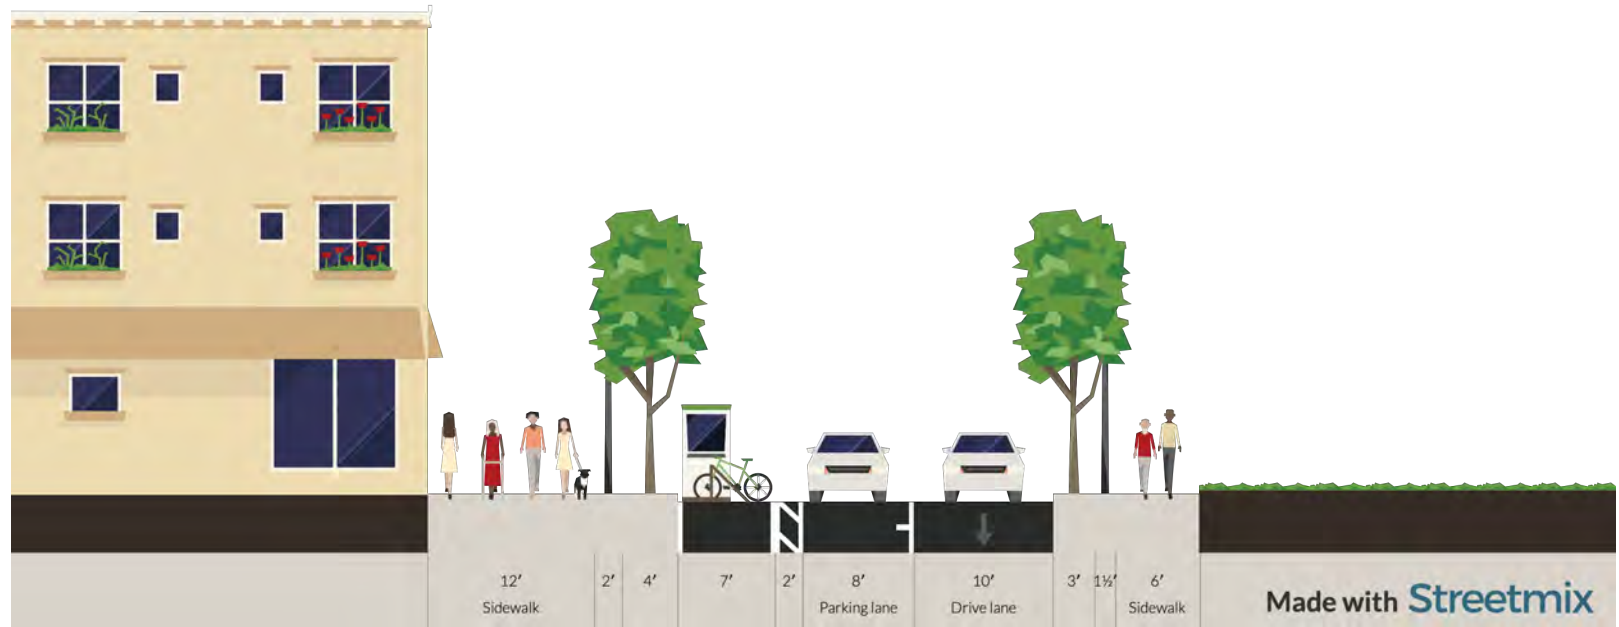 12′
2′
4′
7′
2′
8′
10′
3′
1½′
6′
Sidewalk
Parking lane
Drive lane
Sidewalk
Made with Streetmix